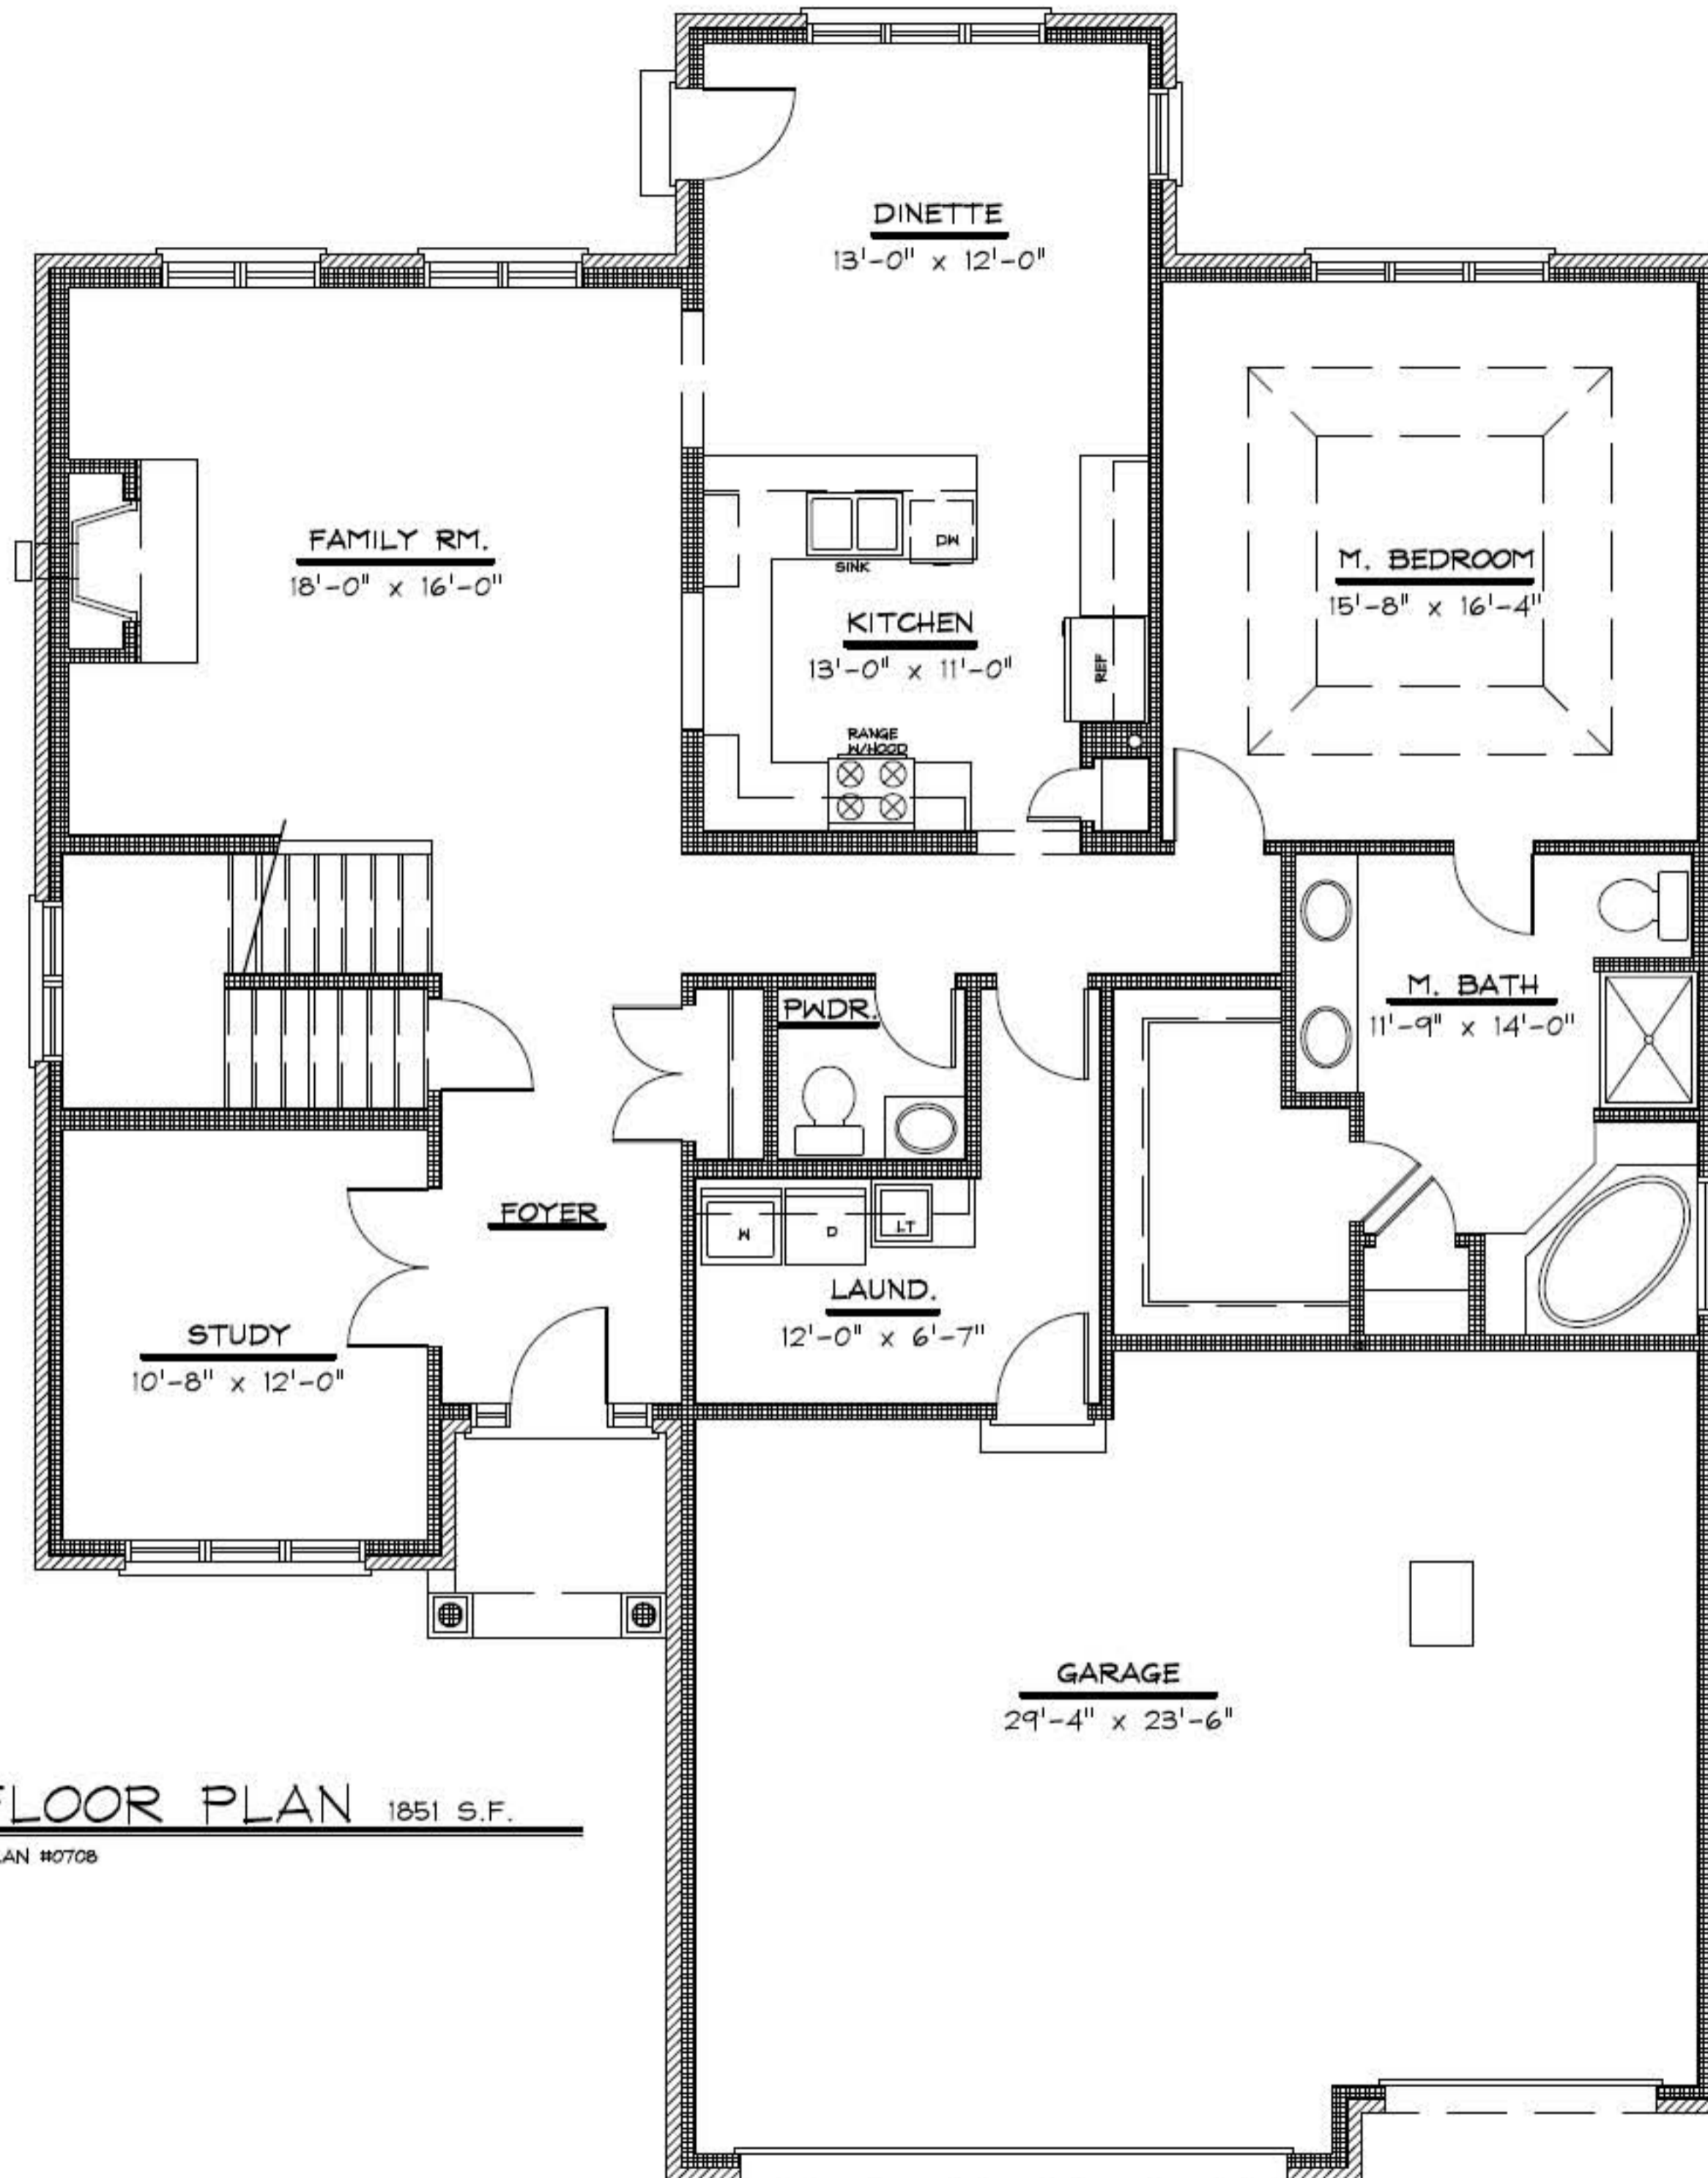 DINETTE
13'-0" x 12'-0"
FAMILY RM.
18'-0" x 16'-0"
SINK
DW
KITCHEN
13'-0" x 11'-0"
REF
RANGE
W/HOOD
M. BEDROOM
15'-8" x 16'-4"
M. BATH
11'-9" x 14'-0"
PWDR.
FOYER
W
D
LT
LAUND.
12'-0" x 6'-7"
STUDY
10'-8" x 12'-0"
GARAGE
29'-4" x 23'-6"
FLOOR PLAN 1851 S.F.
LAN #0708